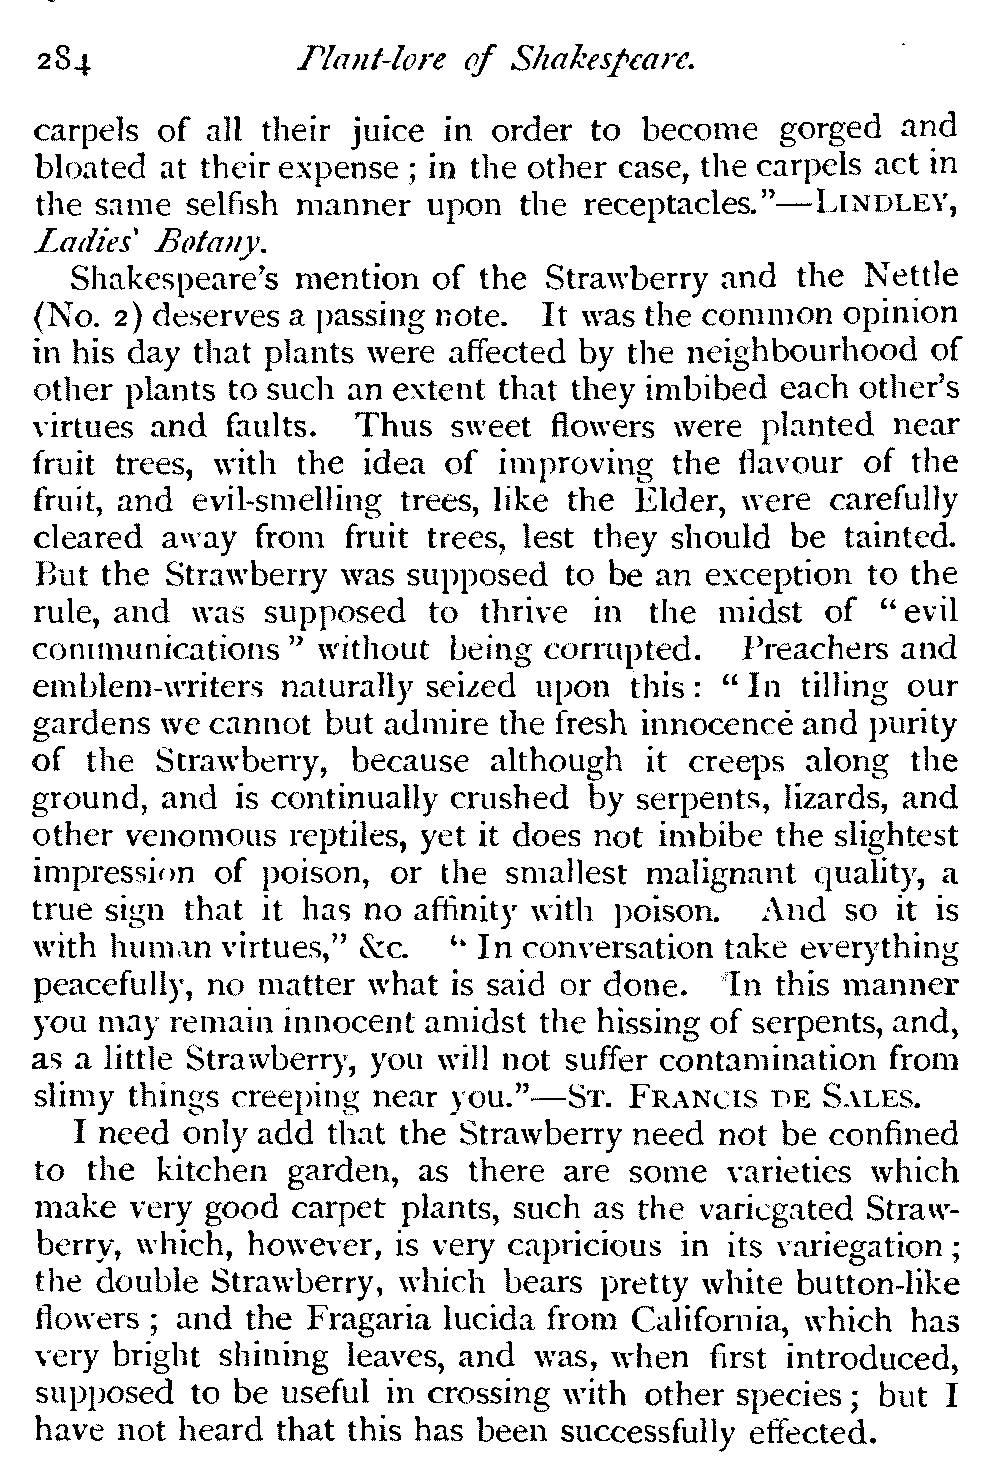 284 Plant-lore of Shakespeare.
carpels of all their juice in order to become gorged and
bloated at their expense ; in the other case, the carpels act in
the same selfish manner upon the receptacles."—LINDLEY,
Ladies' Botany.
Shakespeare's mention of the Strawberry and the Nettle
(No. 2) deserves a passing note. It was the common opinion
in his day that plants were affected by the neighbourhood of
other plants to such an extent that they imbibed each other's
virtues and faults. Thus sweet flowers were planted near
fruit trees, with the idea of improving the flavour of the
fruit, and evil-smelling trees, like the Elder, were carefully
cleared away from fruit trees, lest they should be tainted.
But the Strawberry was supposed to be an exception to the
rule, and was supposed to thrive in the midst of "evil
communications" without being corrupted. Preachers and
emblem-writers naturally seized upon this: "In tilling our
gardens we cannot but admire the fresh innocence and purity
of the Strawberry, because although it creeps along the
ground, and is continually crushed by serpents, lizards, and
other venomous reptiles, yet it does not imbibe the slightest
impression of poison, or the smallest malignant quality, a
true sign that it has no affinity with poison. And so it is
with human virtues," &c. "In conversation take everything
peacefully, no matter what is said or done. In this manner
you may remain innocent amidst the hissing of serpents, and,
as a little Strawberry, you will not suffer contamination from
slimy things creeping near you."—ST. FRANCIS DE SALES.
I need only add that the Strawberry need not be confined
to the kitchen garden, as there are some varieties which
make very good carpet plants, such as the variegated Straw-
berry, which, however, is very capricious in its variegation ;
the double Strawberry, which bears pretty white button-like
flowers ; and the Fragaria lucida from California, which has
very bright shining leaves, and was, when first introduced,
supposed to be useful in crossing with other species ; but I
have not heard that this has been successfully effected.